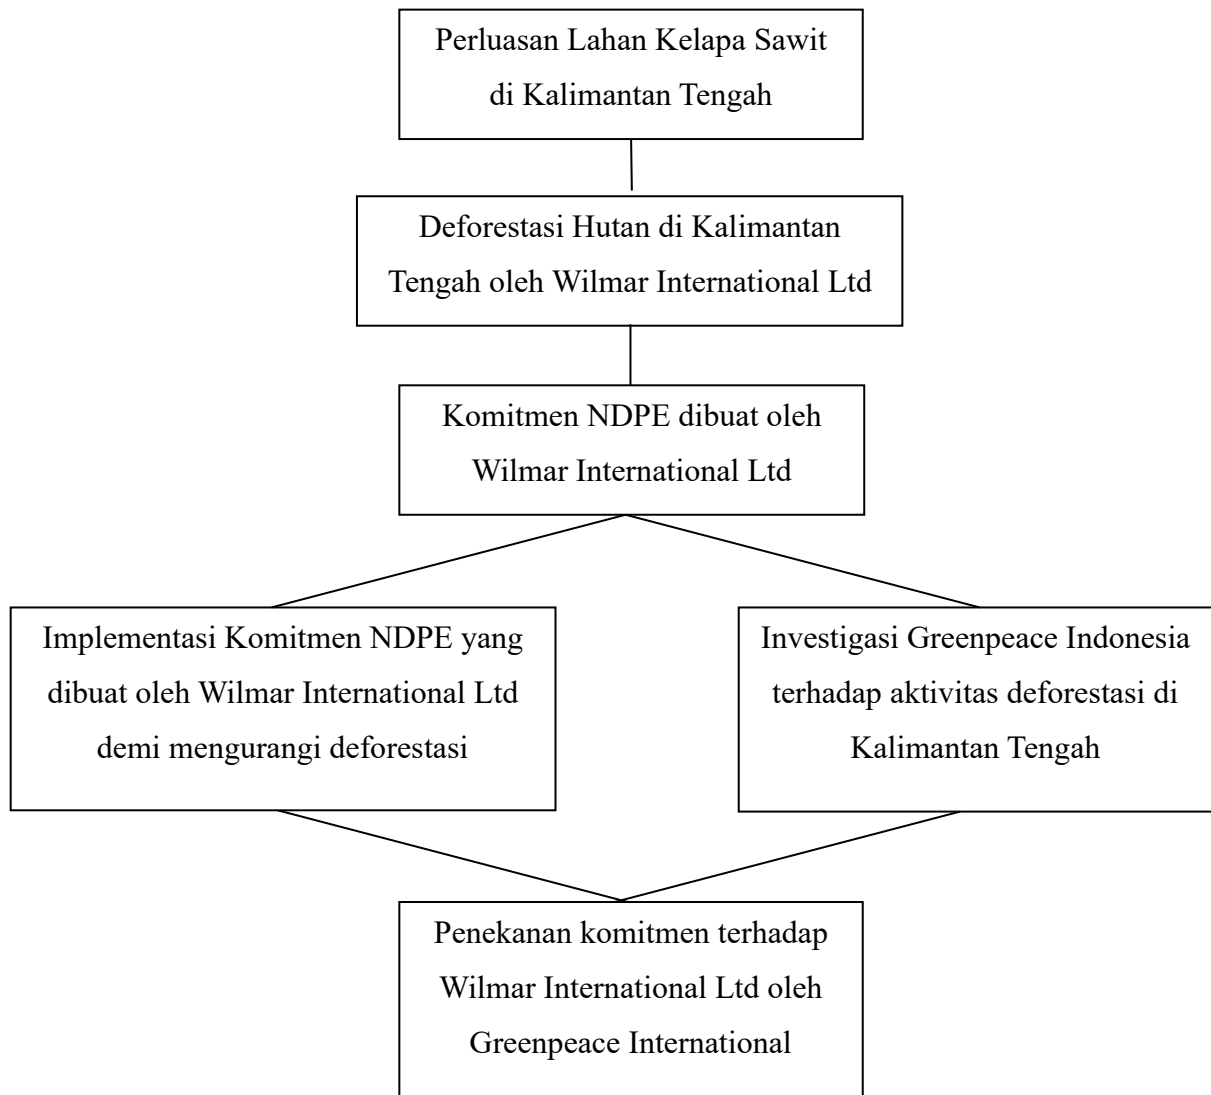 Perluasan Lahan Kelapa Sawit
di Kalimantan Tengah
Deforestasi Hutan di Kalimantan
Tengah oleh Wilmar International Ltd
Komitmen NDPE dibuat oleh
Wilmar International Ltd
Implementasi Komitmen NDPE yang
dibuat oleh Wilmar International Ltd
demi mengurangi deforestasi
Investigasi Greenpeace Indonesia
terhadap aktivitas deforestasi di
Kalimantan Tengah
Penekanan komitmen terhadap
Wilmar International Ltd oleh
Greenpeace International